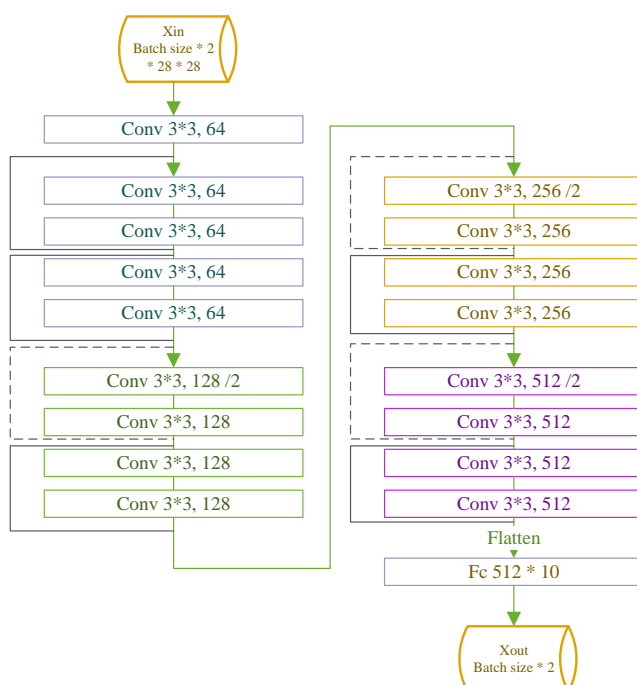 Xin
Batch size * 2
* 28 * 28
Conv 3*3, 64
Conv 3*3, 64
Conv 3*3, 64
Conv 3*3, 64
Conv 3*3, 64
Conv 3*3, 128 /2
Conv 3*3, 128
Conv 3*3, 128
Conv 3*3, 128
Conv 3*3, 256 /2
Conv 3*3, 256
Conv 3*3, 256
Conv 3*3, 256
Conv 3*3, 512 /2
Conv 3*3, 512
Conv 3*3, 512
Conv 3*3, 512
Flatten
Fc 512 * 10
Xout
Batch size * 2